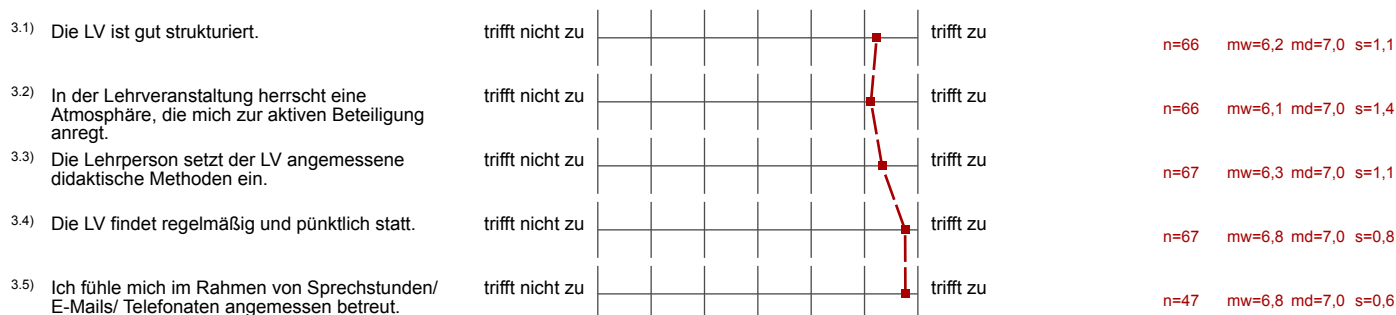 3.1) Die LV ist gut strukturiert. trifft nicht zu trifft zu n=66 mw=6,2 md=7,0 s=1,1
3.2) In der Lehrveranstaltung herrscht eine trifft nicht zu trifft zu
Atmosphäre, die mich zur aktiven Beteiligung n=66 mw=6,1 md=7,0 s=1,4
anregt.
3.3) Die Lehrperson setzt der LV angemessene trifft nicht zu trifft zu
didaktische Methoden ein. n=67 mw=6,3 md=7,0 s=1,1
3.4) Die LV findet regelmäßig und pünktlich statt. trifft nicht zu trifft zu n=67 mw=6,8 md=7,0 s=0,8
3.5) Ich fühle mich im Rahmen von Sprechstunden/ trifft nicht zu trifft zu
E-Mails/ Telefonaten angemessen betreut. n=47 mw=6,8 md=7,0 s=0,6